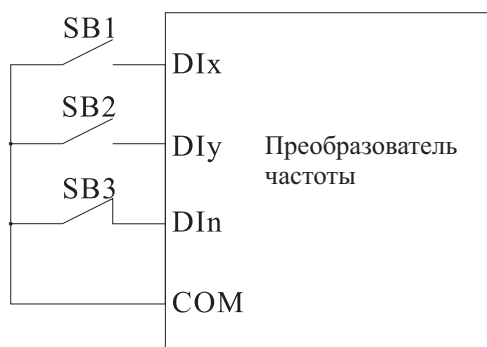 SB1
DIx
SB2
DIy
Преобразователь
частоты
SB3
DIn
COM